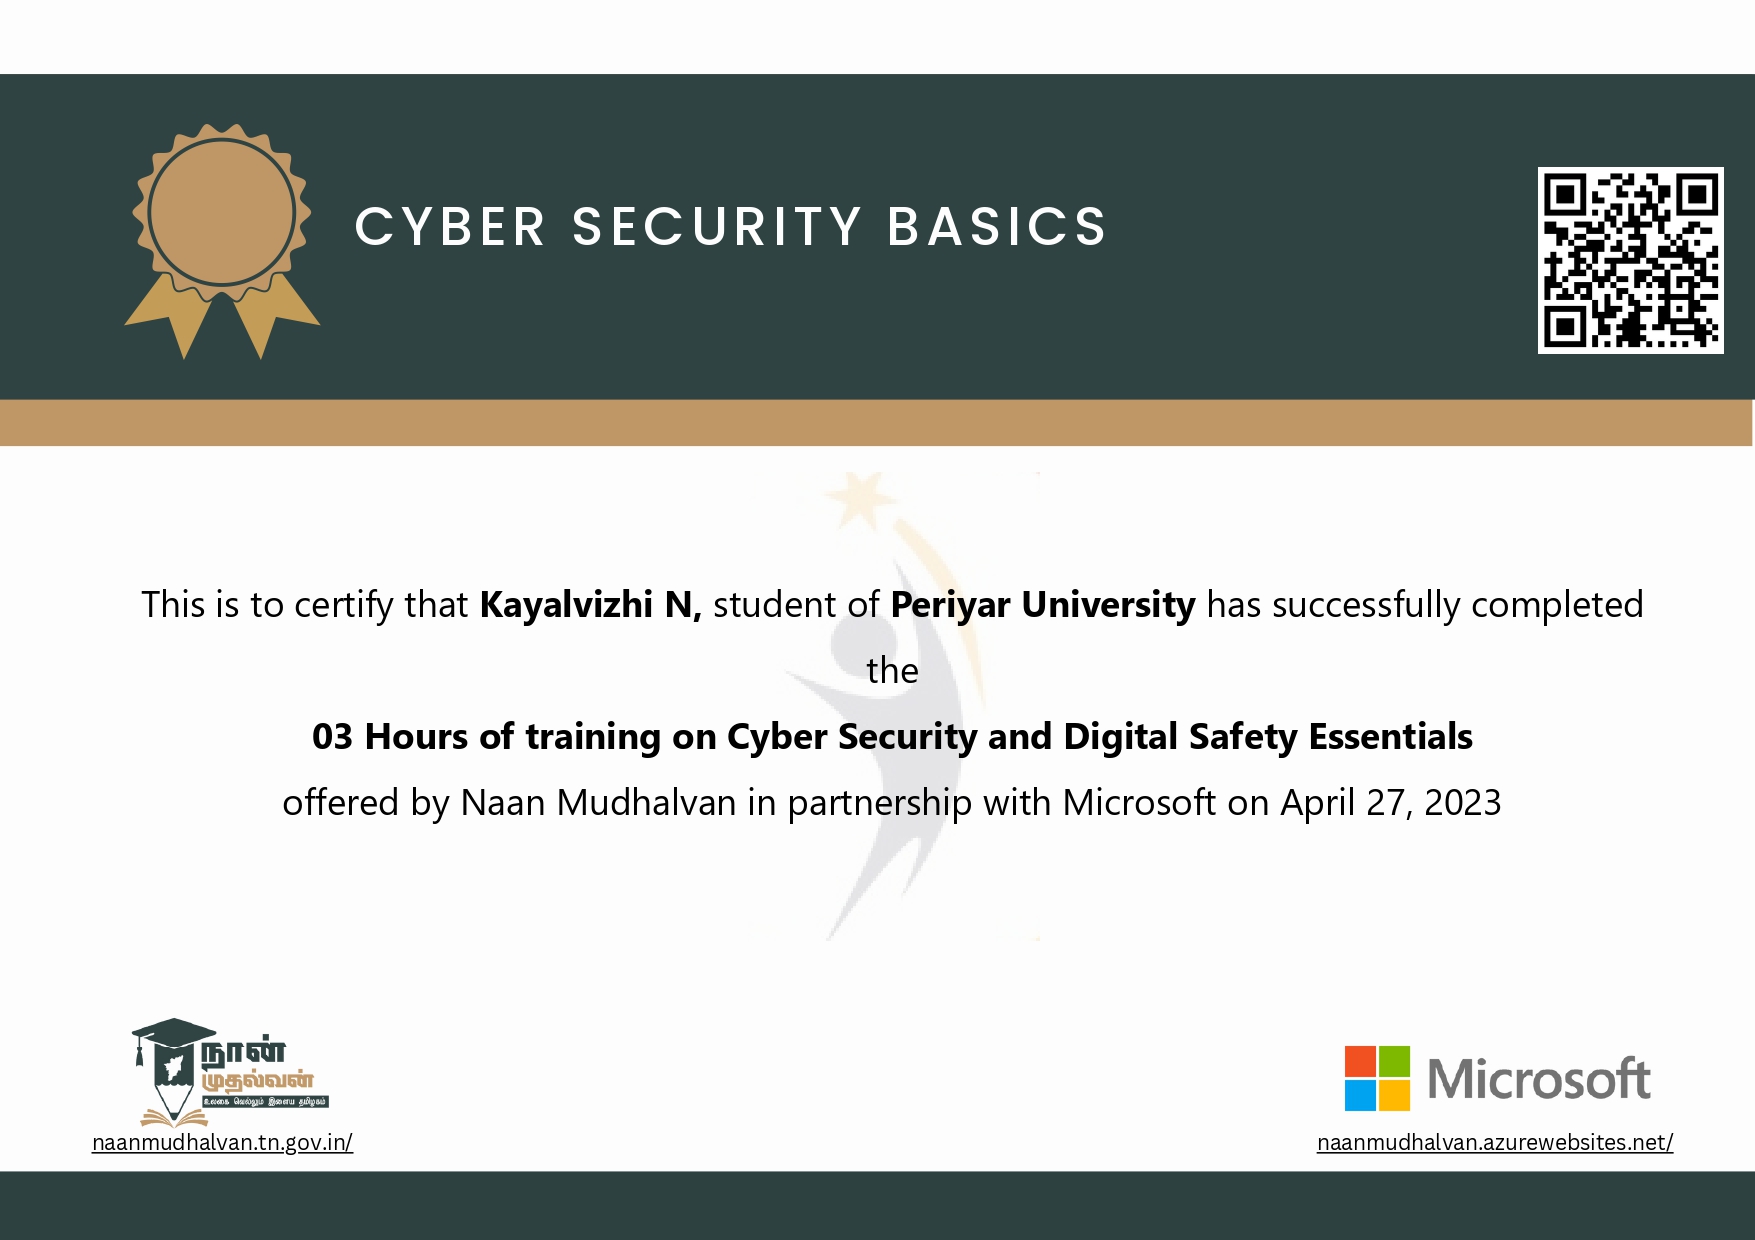 CYBER SECURITY BASICS
This is to certify that Kayalvizhi N, student of Periyar University has successfully completed
the
03 Hours of training on Cyber Security and Digital Safety Essentials
offered by Naan Mudhalvan in partnership with Microsoft on April 27, 2023
நான்
முதல்வன்
உலகை வெல்லும் இளைய தமிழகம்
naanmudhalvan.tn.gov.in/
Microsoft
naanmudhalvan.azurewebsites.net/